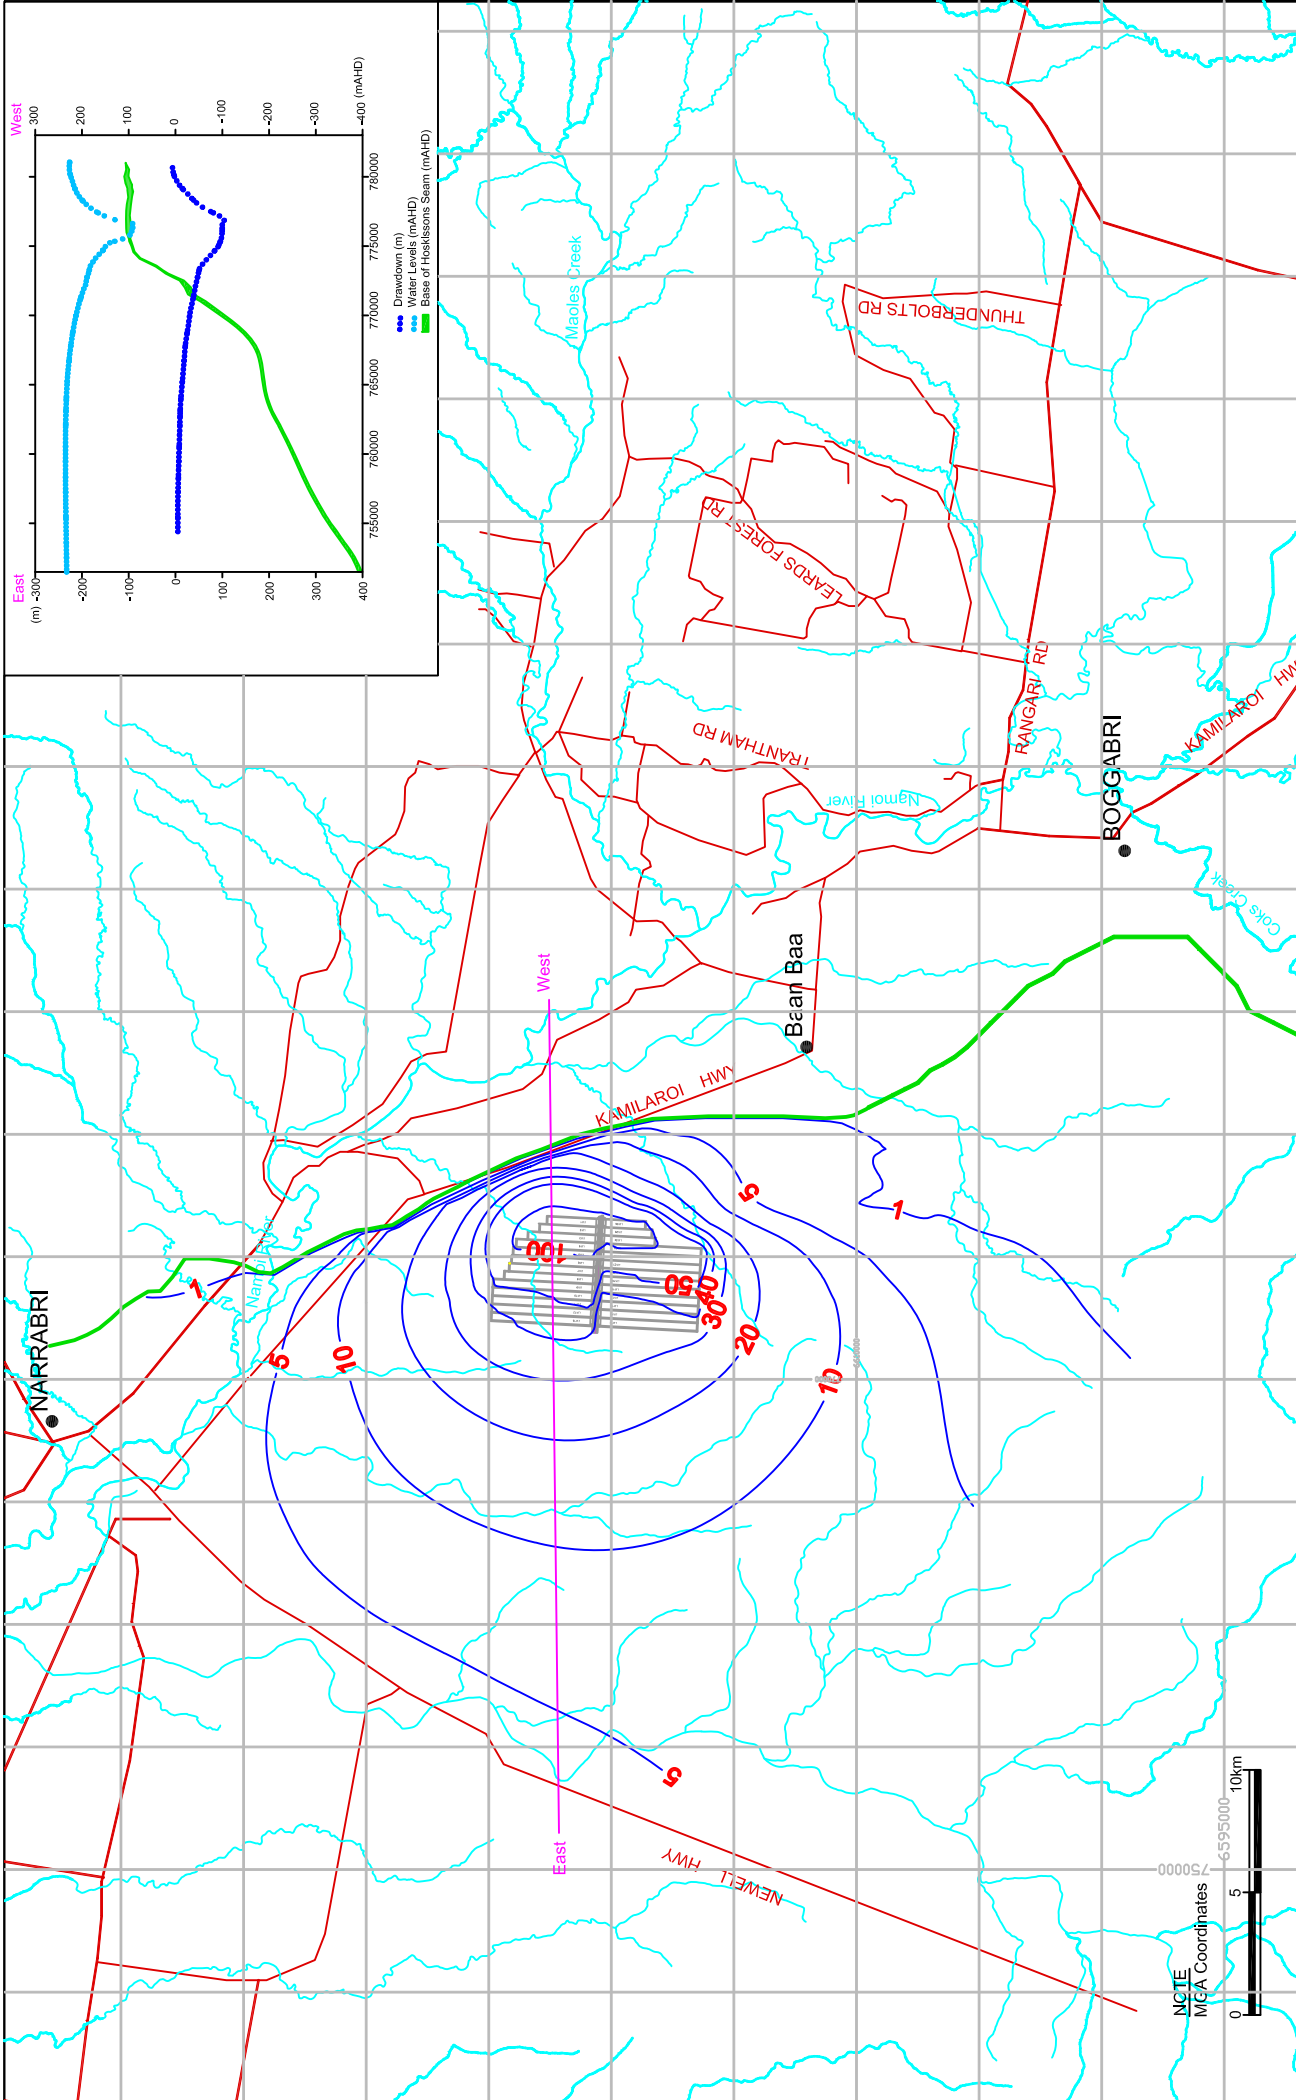 West
East
300
200
100
0
-100
-200
-300
-400 (mAHD)
(m) -300
-200
-100
0
100
200
300
400
780000
775000
770000
765000
760000
755000
Drawdown (m)
Water Levels (mAHD)
Base of Hosklssons Seam (mAHD)
Maoles Creek
THUNDERBOLTS RD
LEARDS FOREST RD
TRANTHAM RD
RANGARI RD
KAMILAROI HW
Namoi River
BOGGABRI
Coks Creek
Baan Baa
West
KAMILAROI HWY
Namoi River
NARRABRI
1
5
10
100
50
40
30
20
10
5
1
5
East
NEWELL HWY
750000
6595000
NOTE
MGA Coordinates
0
5
10km